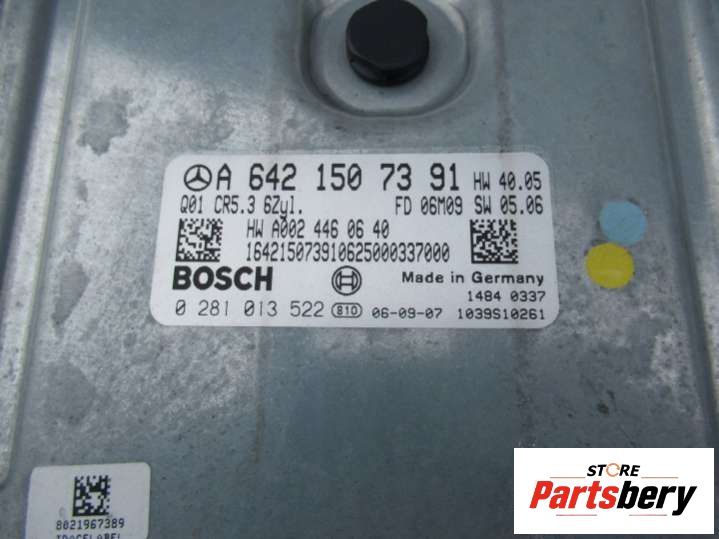 A 642 150 73 91 HW 40.05
Q01 CR5.3 6Zyl. FD 06M09 SW 05.06
HW A002 446 06 40
16421507391062500033​7000
BOSCH Made in Germany
1484 0337
0 281 013 522 810 06-09-07 1039S10261
8021967389
STORE
Partsbery